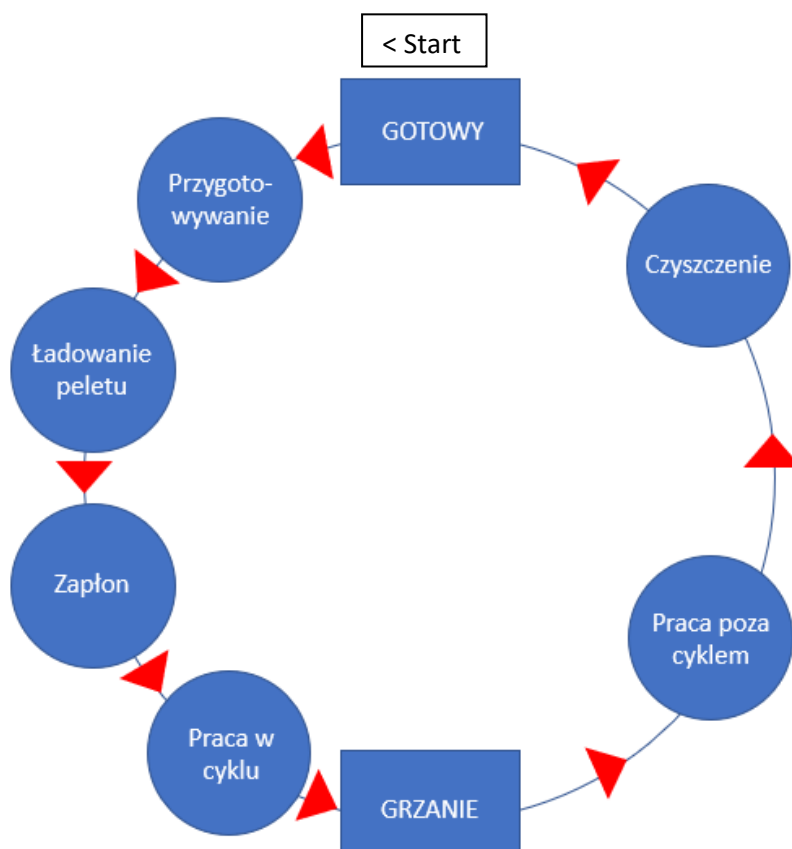 < Start
GOTOWY
Przygoto-
wywanie
Ładowanie
peletu
Zapłon
Praca w
cyklu
GRZANIE
Praca poza
cyklem
Czyszczenie